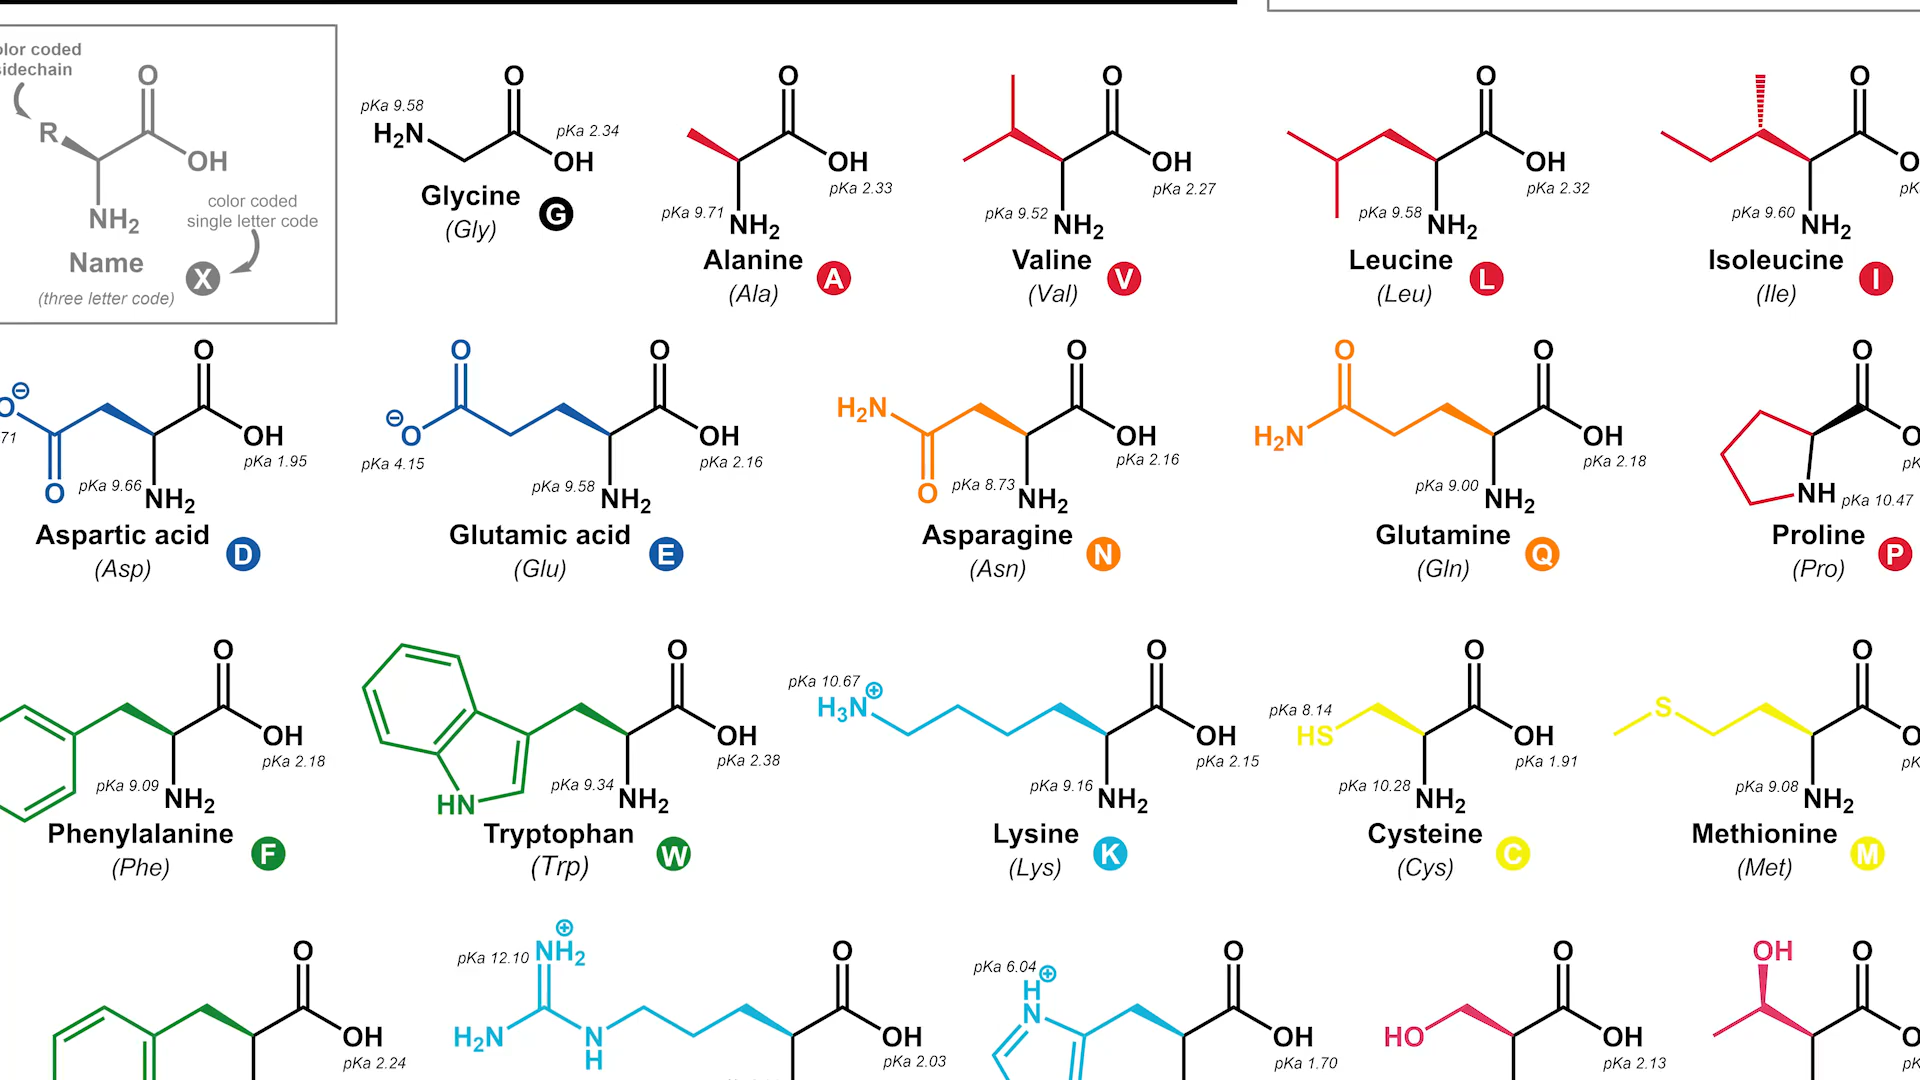 color coded
sidechain
R
O
OH
NH2
color coded
single letter code
Name
X
(three letter code)
pKa 9.58
H2N
O
pKa 2.34
OH
Glycine
G
(Gly)
O
OH
pKa 2.33
pKa 9.71
NH2
Alanine
A
(Ala)
O
OH
pKa 2.27
pKa 9.52
NH2
Valine
V
(Val)
O
OH
pKa 2.32
pKa 9.58
NH2
Leucine
L
(Leu)
O
O
pK
pKa 9.60
NH2
Isoleucine
I
(Ile)
O⊖
71
O
O
OH
pKa 1.95
pKa 9.66
NH2
Aspartic acid
D
(Asp)
O
⊖O
pKa 4.15
O
OH
pKa 2.16
pKa 9.58
NH2
Glutamic acid
E
(Glu)
H2N
O
O
OH
pKa 2.16
pKa 8.73
NH2
Asparagine
N
(Asn)
O
H2N
O
OH
pKa 2.18
pKa 9.00
NH2
Glutamine
Q
(Gln)
O
O
pK
NH
pKa 10.47
Proline
P
(Pro)
O
OH
pKa 2.18
pKa 9.09
NH2
Phenylalanine
F
(Phe)
HN
O
OH
pKa 2.38
pKa 9.34
NH2
Tryptophan
W
(Trp)
pKa 10.67
H3N⊕
O
OH
pKa 2.15
pKa 9.16
NH2
Lysine
K
(Lys)
pKa 8.14
HS
O
OH
pKa 1.91
pKa 10.28
NH2
Cysteine
C
(Cys)
S
O
O
pK
pKa 9.08
NH2
Methionine
M
(Met)
O
OH
pKa 2.24
pKa 12.10
NH2⊕
H2N
N
H
O
OH
pKa 2.03
pKa 6.04
⊕
H
N
O
OH
pKa 1.70
HO
O
OH
pKa 2.13
OH
O
O
pK